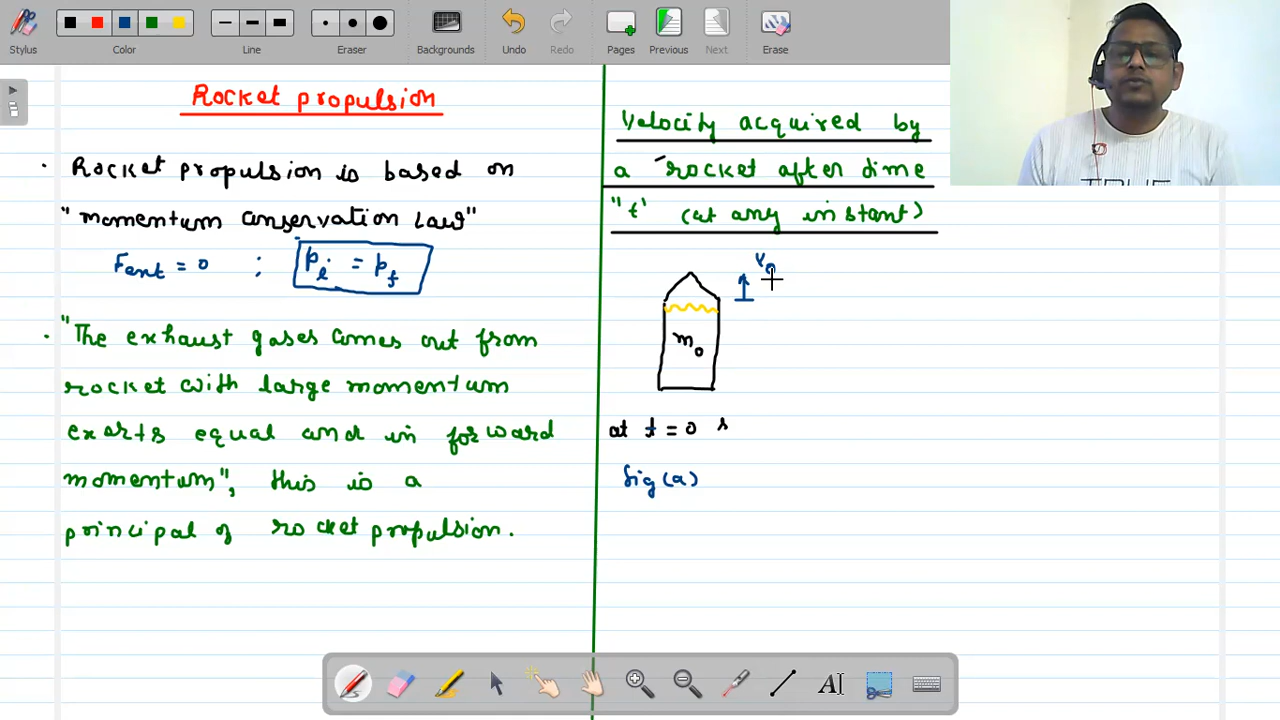 Stylus
Color
Line
Eraser
Backgrounds
Undo
Redo
Pages
Previous
Next
Erase
Rocket propulsion
• Rocket propulsion is based on
"momentum conservation Law"
Fext = 0 ; Pi = Pf
• "The exhaust gases comes out from
rocket with large momentum
exerts equal and in forward
momentum", this is a
principal of rocket propulsion.
Velocity acquired by
a rocket after time
"t" (at any instant)
v0
m0
at t = 0 s
fig(a)